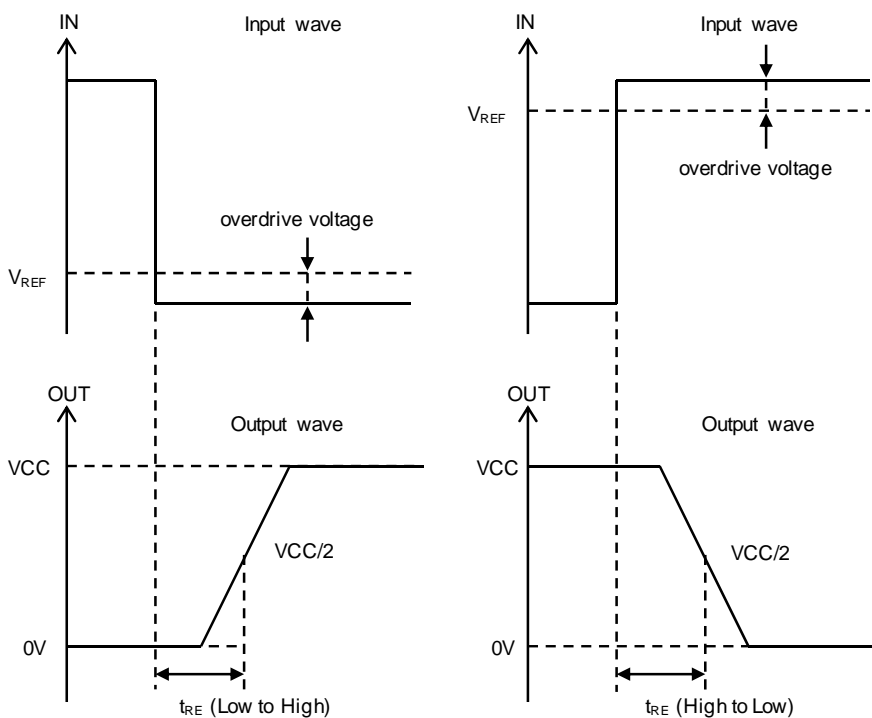 IN
Input wave
overdrive voltage
VREF
OUT
Output wave
VCC
VCC/2
0V
tRE (Low to High)
IN
Input wave
VREF
overdrive voltage
OUT
Output wave
VCC
VCC/2
0V
tRE (High to Low)